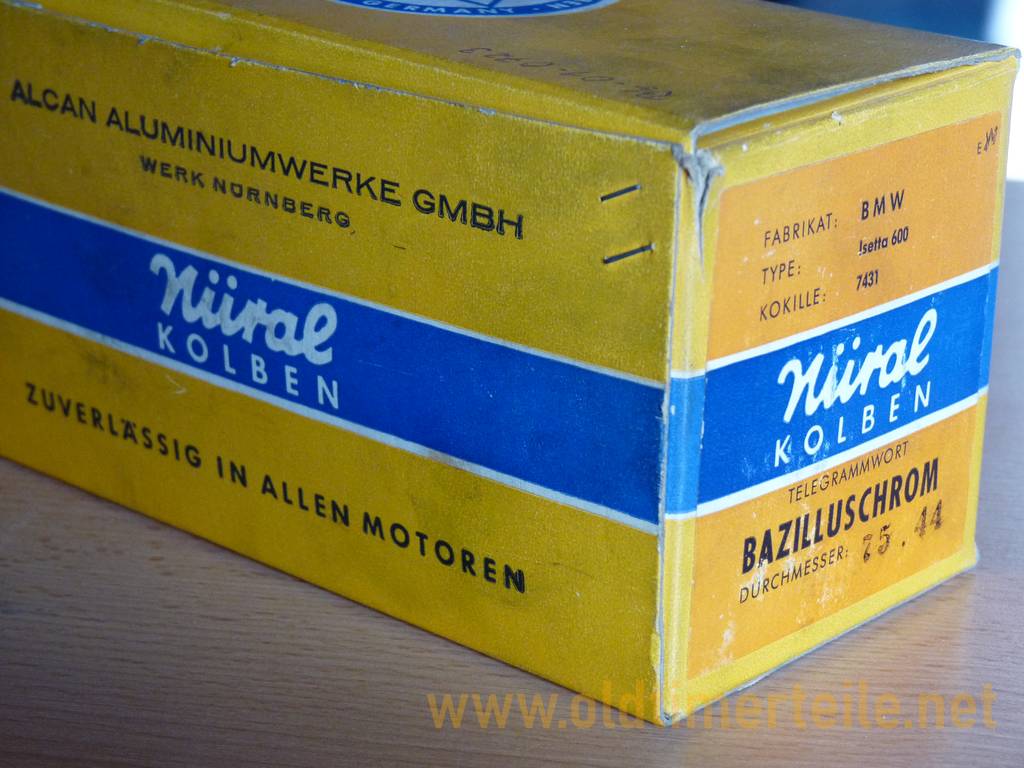 GERMANY
ALCAN ALUMINIUMWERKE GMBH
WERK NÜRNBERG
Nüral
KOLBEN
ZUVERLÄSSIG IN ALLEN MOTOREN
E
FABRIKAT: BMW
TYPE: Isetta 600
KOKILLE: 7431
Nüral
KOLBEN
TELEGRAMMWORT
BAZILLUSCHROM
DURCHMESSER: 75.44
www.oldtimerteile.net